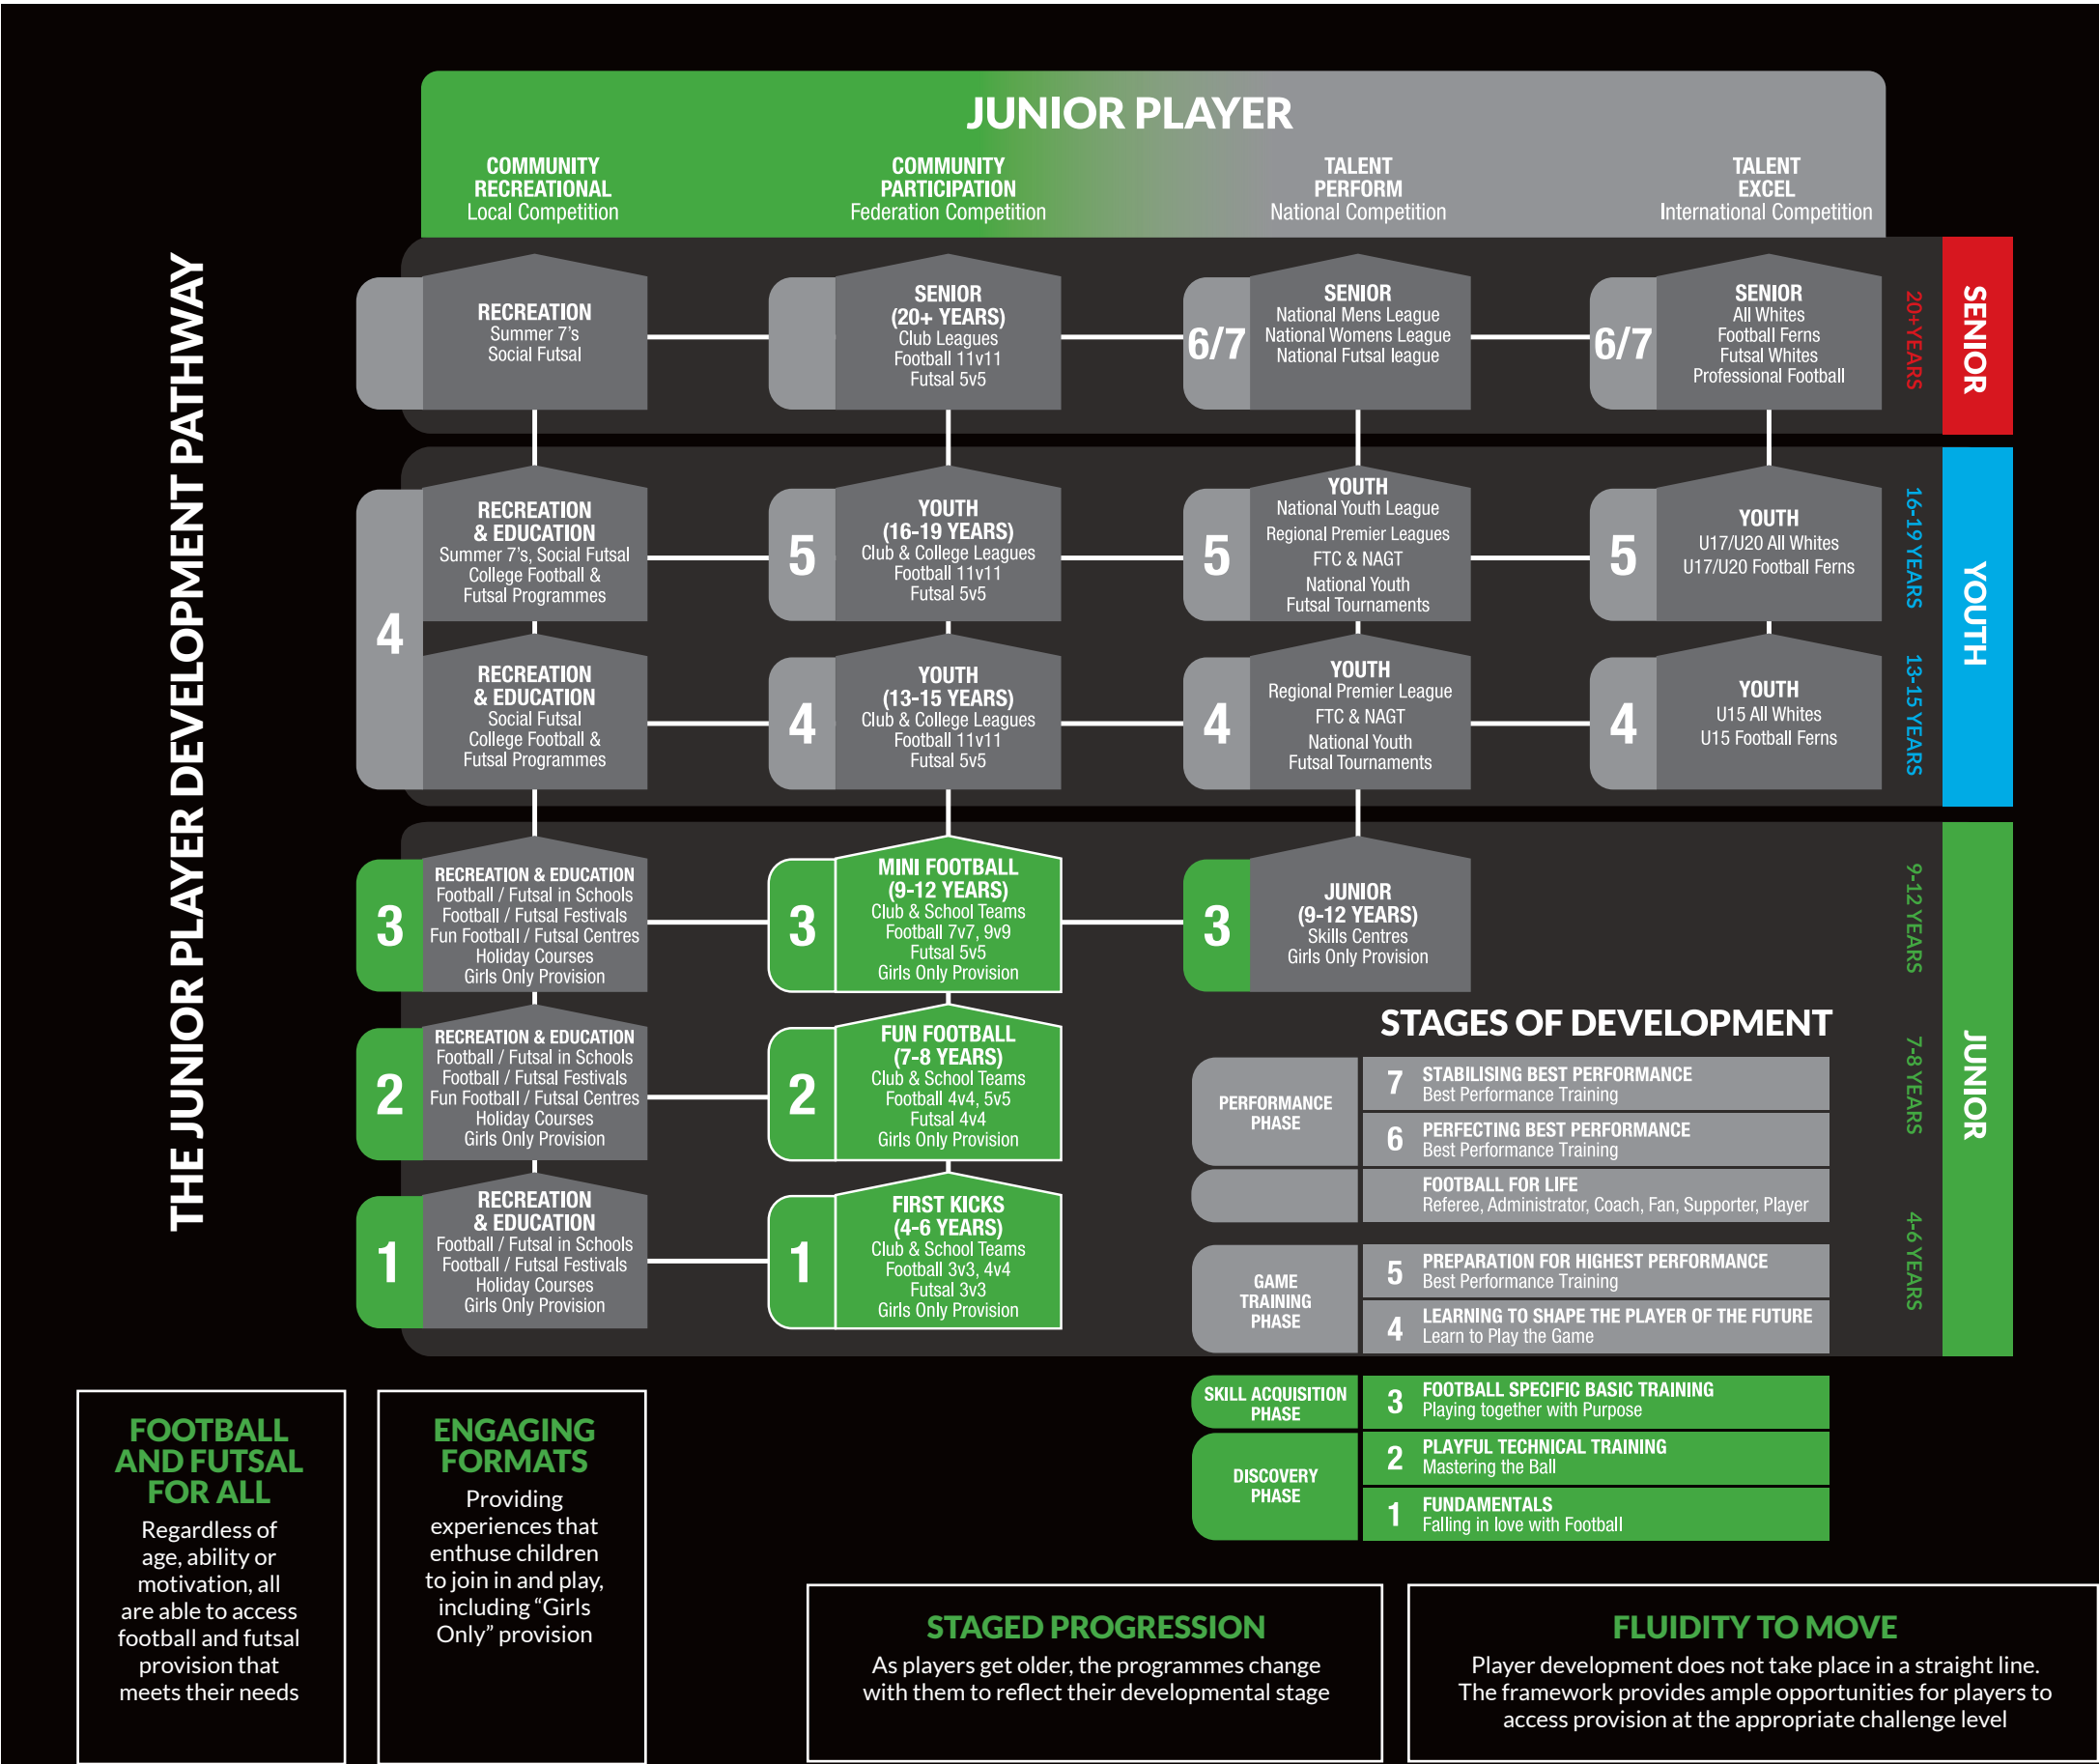 THE JUNIOR PLAYER DEVELOPMENT PATHWAY
JUNIOR PLAYER
COMMUNITY
RECREATIONAL
Local Competition
COMMUNITY
PARTICIPATION
Federation Competition
TALENT
PERFORM
National Competition
TALENT
EXCEL
International Competition
RECREATION
Summer 7's
Social Futsal
SENIOR
(20+ YEARS)
Club Leagues
Football 11v11
Futsal 5v5
6/7
SENIOR
National Mens League
National Womens League
National Futsal league
6/7
SENIOR
All Whites
Football Ferns
Futsal Whites
Professional Football
20+YEARS
SENIOR
4
RECREATION
& EDUCATION
Summer 7's, Social Futsal
College Football &
Futsal Programmes
5
YOUTH
(16-19 YEARS)
Club & College Leagues
Football 11v11
Futsal 5v5
5
YOUTH
National Youth League
Regional Premier Leagues
FTC & NAGT
National Youth
Futsal Tournaments
5
YOUTH
U17/U20 All Whites
U17/U20 Football Ferns
16-19 YEARS
YOUTH
RECREATION
& EDUCATION
Social Futsal
College Football &
Futsal Programmes
4
YOUTH
(13-15 YEARS)
Club & College Leagues
Football 11v11
Futsal 5v5
4
YOUTH
Regional Premier League
FTC & NAGT
National Youth
Futsal Tournaments
4
YOUTH
U15 All Whites
U15 Football Ferns
13-15 YEARS
3
RECREATION & EDUCATION
Football / Futsal in Schools
Football / Futsal Festivals
Fun Football / Futsal Centres
Holiday Courses
Girls Only Provision
3
MINI FOOTBALL
(9-12 YEARS)
Club & School Teams
Football 7v7, 9v9
Futsal 5v5
Girls Only Provision
3
JUNIOR
(9-12 YEARS)
Skills Centres
Girls Only Provision
9-12 YEARS
JUNIOR
2
RECREATION & EDUCATION
Football / Futsal in Schools
Football / Futsal Festivals
Fun Football / Futsal Centres
Holiday Courses
Girls Only Provision
2
FUN FOOTBALL
(7-8 YEARS)
Club & School Teams
Football 4v4, 5v5
Futsal 4v4
Girls Only Provision
7-8 YEARS
1
RECREATION
& EDUCATION
Football / Futsal in Schools
Football / Futsal Festivals
Holiday Courses
Girls Only Provision
1
FIRST KICKS
(4-6 YEARS)
Club & School Teams
Football 3v3, 4v4
Futsal 3v3
Girls Only Provision
4-6 YEARS
STAGES OF DEVELOPMENT
PERFORMANCE
PHASE
7 STABILISING BEST PERFORMANCE
Best Performance Training
6 PERFECTING BEST PERFORMANCE
Best Performance Training
FOOTBALL FOR LIFE
Referee, Administrator, Coach, Fan, Supporter, Player
GAME
TRAINING
PHASE
5 PREPARATION FOR HIGHEST PERFORMANCE
Best Performance Training
4 LEARNING TO SHAPE THE PLAYER OF THE FUTURE
Learn to Play the Game
SKILL ACQUISITION
PHASE
3 FOOTBALL SPECIFIC BASIC TRAINING
Playing together with Purpose
DISCOVERY
PHASE
2 PLAYFUL TECHNICAL TRAINING
Mastering the Ball
1 FUNDAMENTALS
Falling in love with Football
FOOTBALL
AND FUTSAL
FOR ALL
Regardless of
age, ability or
motivation, all
are able to access
football and futsal
provision that
meets their needs
ENGAGING
FORMATS
Providing
experiences that
enthuse children
to join in and play,
including “Girls
Only” provision
STAGED PROGRESSION
As players get older, the programmes change
with them to reflect their developmental stage
FLUIDITY TO MOVE
Player development does not take place in a straight line.
The framework provides ample opportunities for players to
access provision at the appropriate challenge level